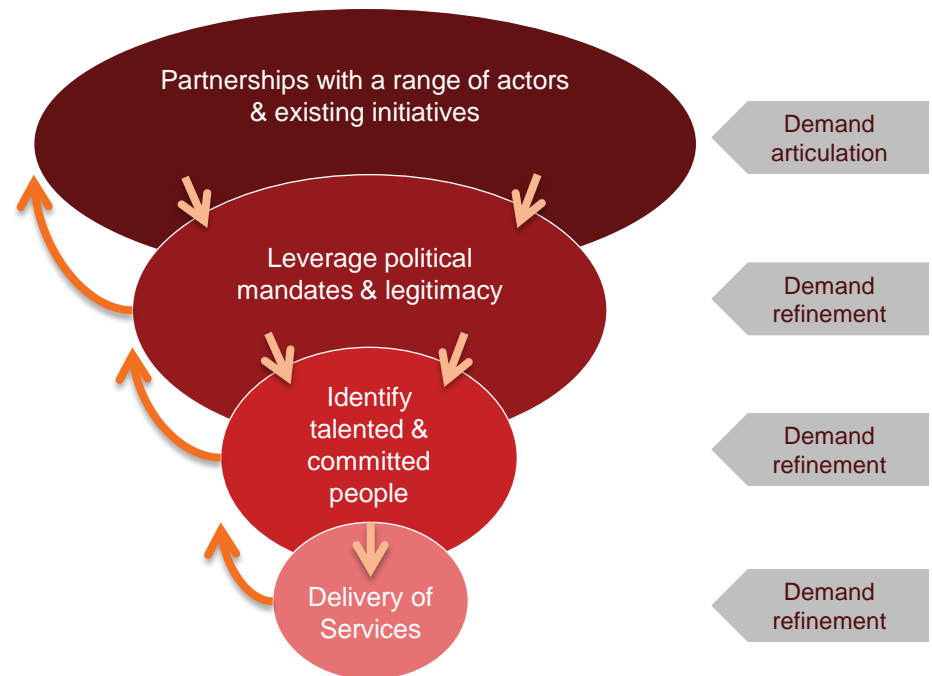 Partnerships with a range of actors
& existing initiatives
Demand
articulation
Leverage political
mandates & legitimacy
Demand
refinement
Identify
talented &
committed
people
Demand
refinement
Delivery of
Services
Demand
refinement